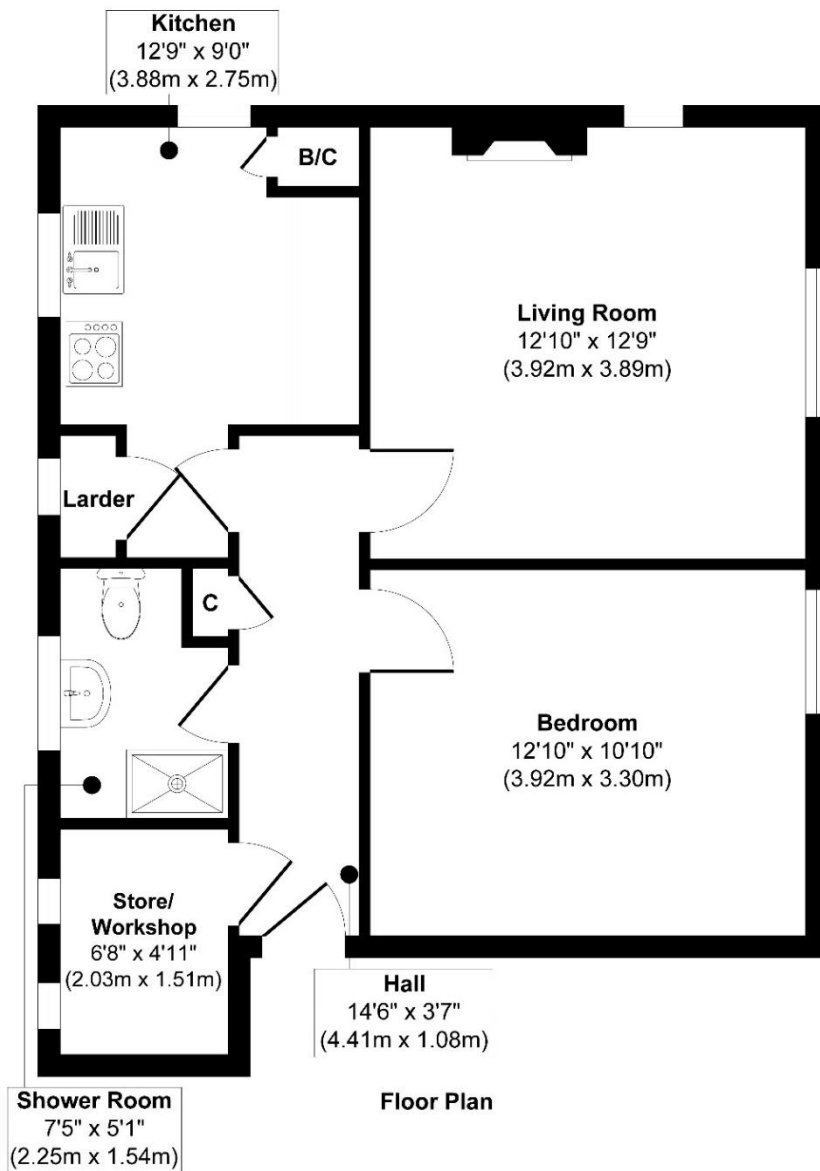 Kitchen
12'9" x 9'0"
(3.88m x 2.75m)
B/C
Living Room
12'10" x 12'9"
(3.92m x 3.89m)
Larder
C
Bedroom
12'10" x 10'10"
(3.92m x 3.30m)
Store/
Workshop
6'8" x 4'11"
(2.03m x 1.51m)
Hall
14'6" x 3'7"
(4.41m x 1.08m)
Shower Room
7'5" x 5'1"
(2.25m x 1.54m)
Floor Plan